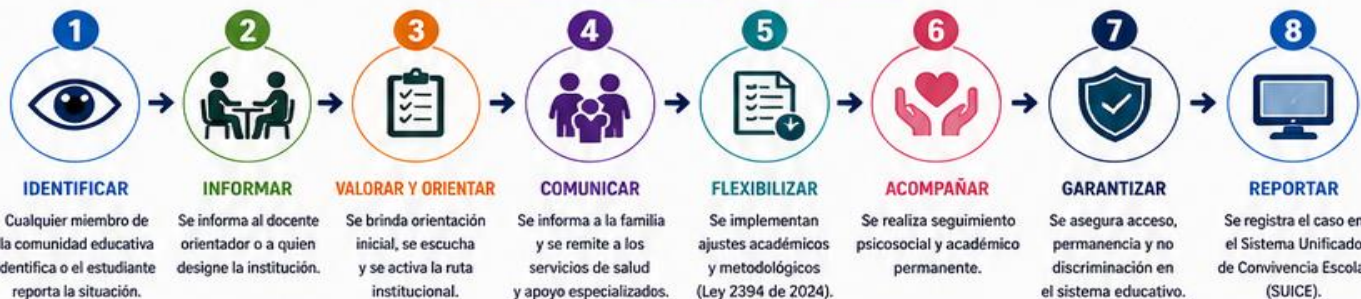 1
2
3
4
5
6
7
8
IDENTIFICAR
Cualquier miembro de
la comunidad educativa
identifica o el estudiante
reporta la situación.
INFORMAR
Se informa al docente
orientador o a quien
designe la institución.
VALORAR Y ORIENTAR
Se brinda orientación
inicial, se escucha
y se activa la ruta
institucional.
COMUNICAR
Se informa a la familia
y se remite a los
servicios de salud
y apoyo especializados.
FLEXIBILIZAR
Se implementan
ajustes académicos
y metodológicos
(Ley 2394 de 2024).
ACOMPAÑAR
Se realiza seguimiento
psicosocial y académico
permanente.
GARANTIZAR
Se asegura acceso,
permanencia y no
discriminación en
el sistema educativo.
REPORTAR
Se registra el caso en
el Sistema Unificado
de Convivencia Escola
(SUICE).